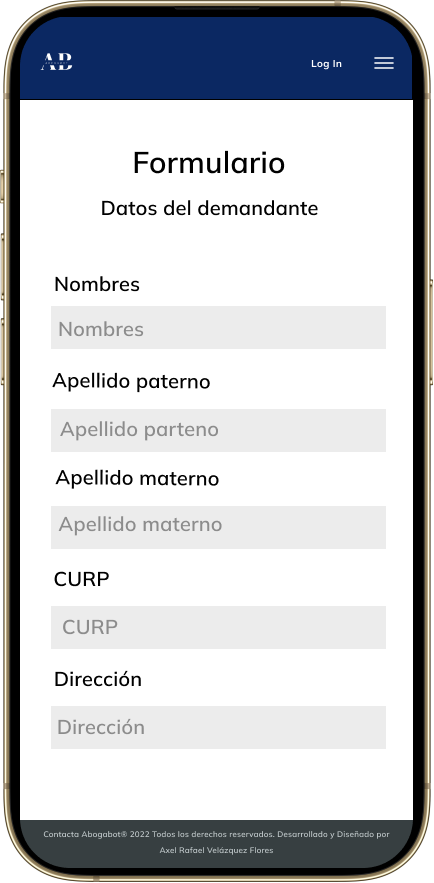 AB
Log In
Formulario
Datos del demandante
Nombres
Nombres
Apellido paterno
Apellido parteno
Apellido materno
Apellido materno
CURP
CURP
Dirección
Dirección
Contacta Abogabot® 2022 Todos los derechos reservados. Desarrollado y Diseñado por
Axel Rafael Velázquez Flores